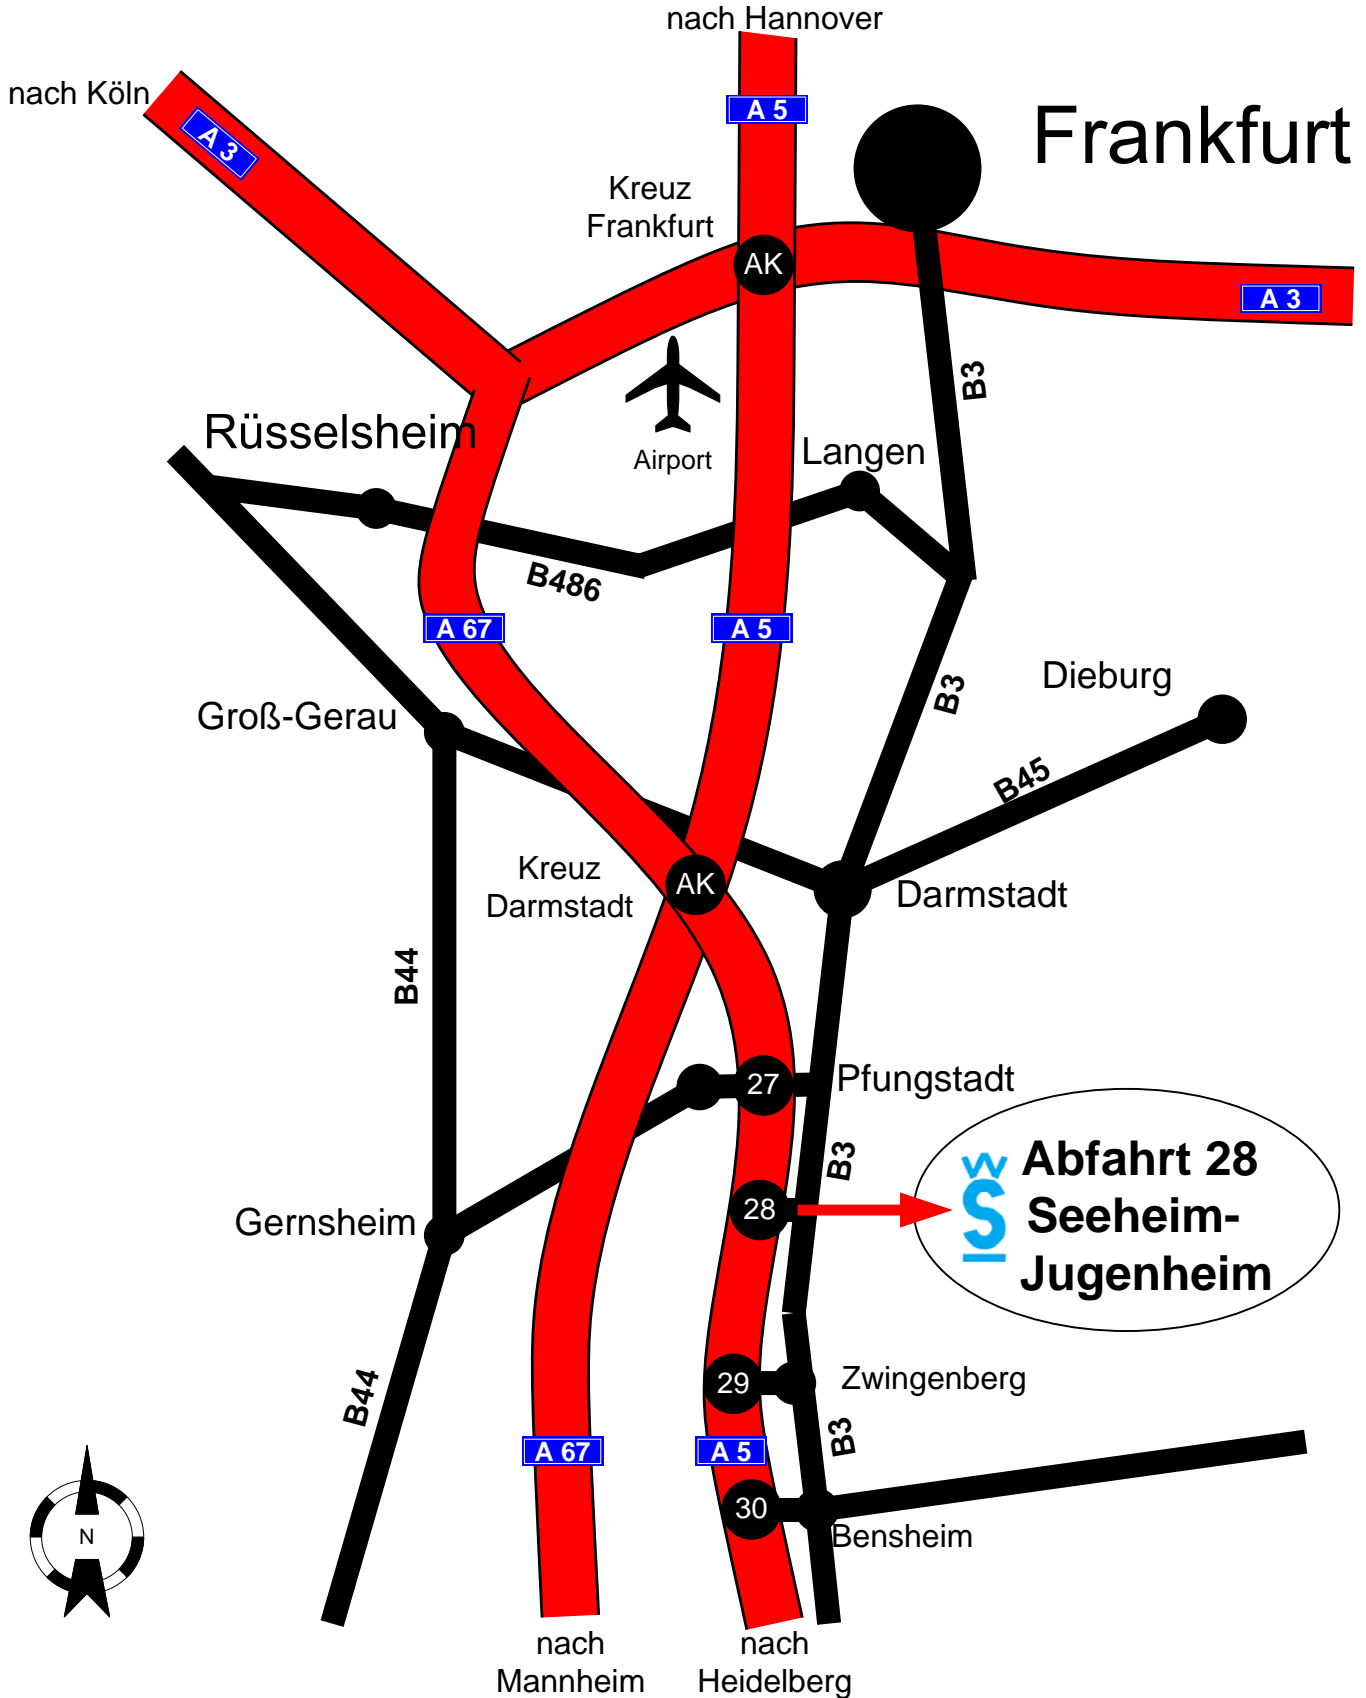 nach Hannover
nach Köln
A 5
A 3
Frankfurt
Kreuz
Frankfurt
AK
A 3
B3
Rüsselsheim
Airport
Langen
B486
A 67
A 5
B3
Dieburg
Groß-Gerau
B45
Kreuz
Darmstadt
AK
Darmstadt
B44
27
Pfungstadt
B3
Abfahrt 28
Seeheim-
Jugenheim
28
Gernsheim
29
Zwingenberg
B44
B3
A 67
A 5
30
Bensheim
N
nach
Mannheim
nach
Heidelberg